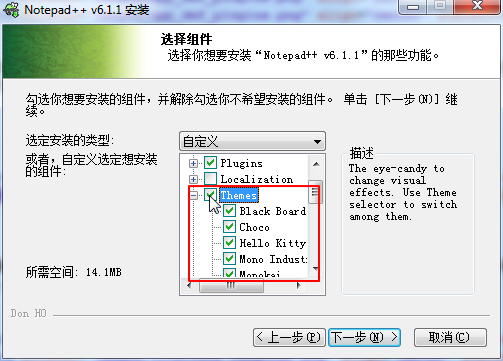 Notepad++ v6.1.1 安装
选择组件
选择你想要安装“Notepad++ v6.1.1”的那些功能。
勾选你想要安装的组件，并解除勾选你不希望安装的组件。 单击 [下一步(N)] 继
续。
选定安装的类型:
自定义
或者，自定义选定想安装
的组件:
Plugins
Localization
Themes
Black Board
Choco
Hello Kitty
Mono Indust
Monokai
描述
The eye-candy to
change visual
effects. Use Theme
selector to switch
among them.
所需空间: 14.1MB
Don HO
< 上一步(P)
下一步(N) >
取消(C)